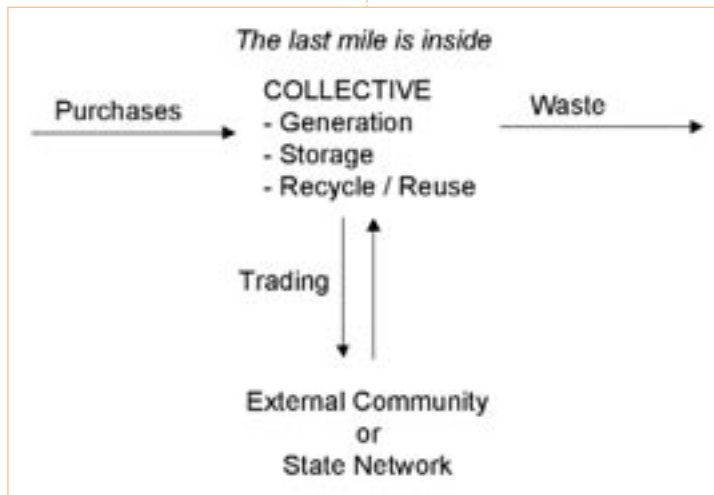 The last mile is inside
Purchases
COLLECTIVE
- Generation
- Storage
- Recycle / Reuse
Waste
Trading
External Community
or
State Network